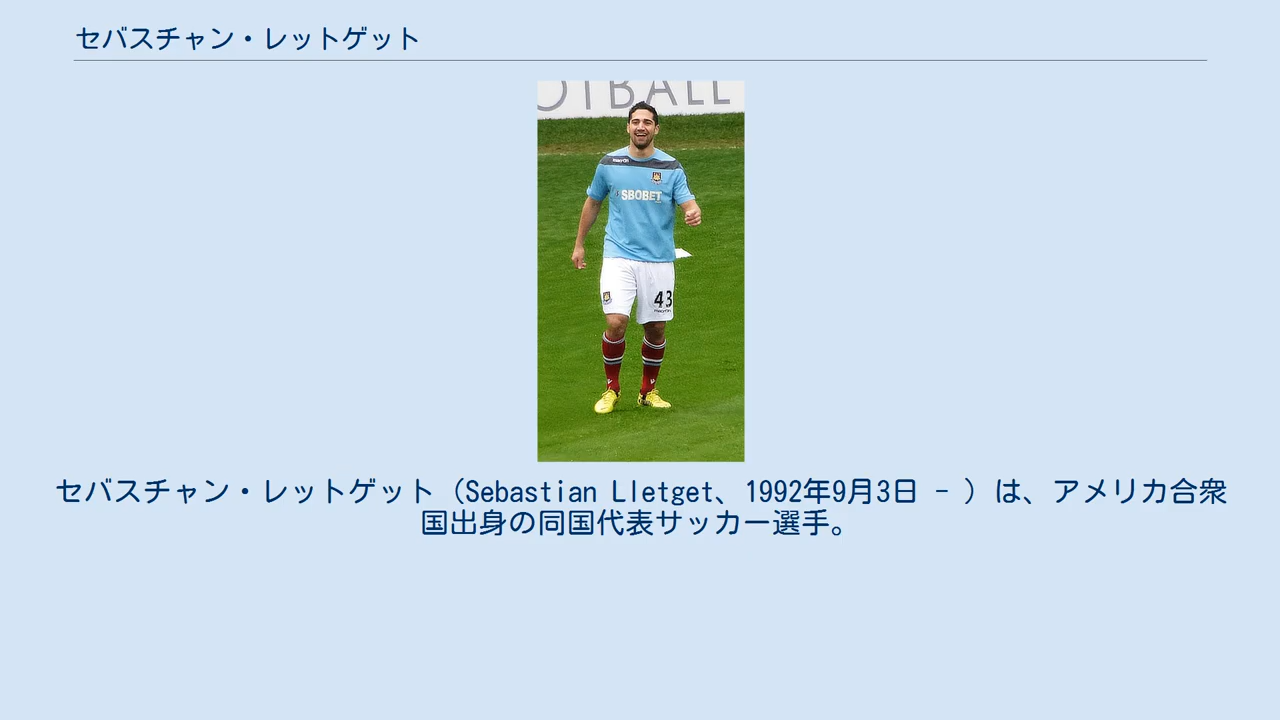 セバスチャン・レットゲット
OTBALL
macron
SBOBET
43
macron
セバスチャン・レットゲット（Sebastian Lletget、1992年9月3日 - ）は、アメリカ合衆
国出身の同国代表サッカー選手。